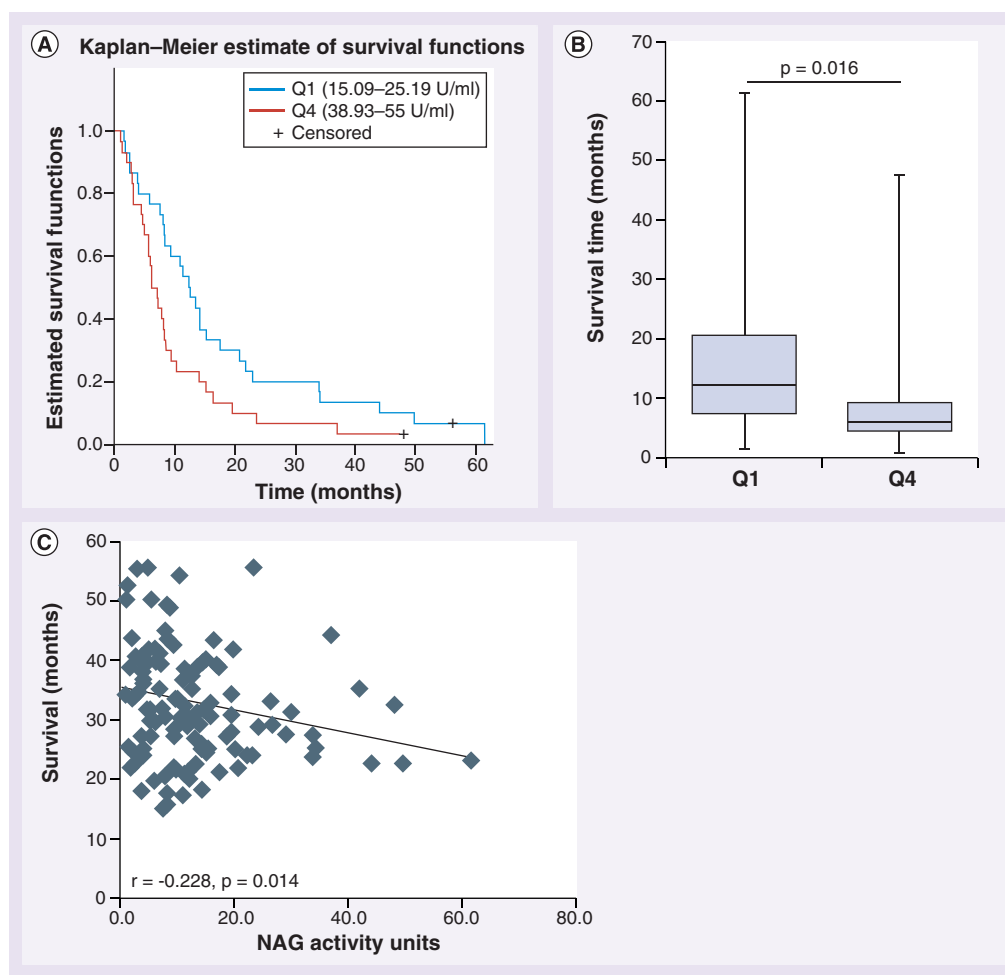 A
Kaplan–Meier estimate of survival functions
Q1 (15.09–25.19 U/ml)
Q4 (38.93–55 U/ml)
+ Censored
Estimated survival fuunctions
1.0
0.8
0.6
0.4
0.2
0.0
0 10 20 30 40 50 60
Time (months)
B
p = 0.016
Survival time (months)
70
60
50
40
30
20
10
0
Q1 Q4
C
Survival (months)
60
50
40
30
20
10
0
r = -0.228, p = 0.014
0.0 20.0 40.0 60.0 80.0
NAG activity units